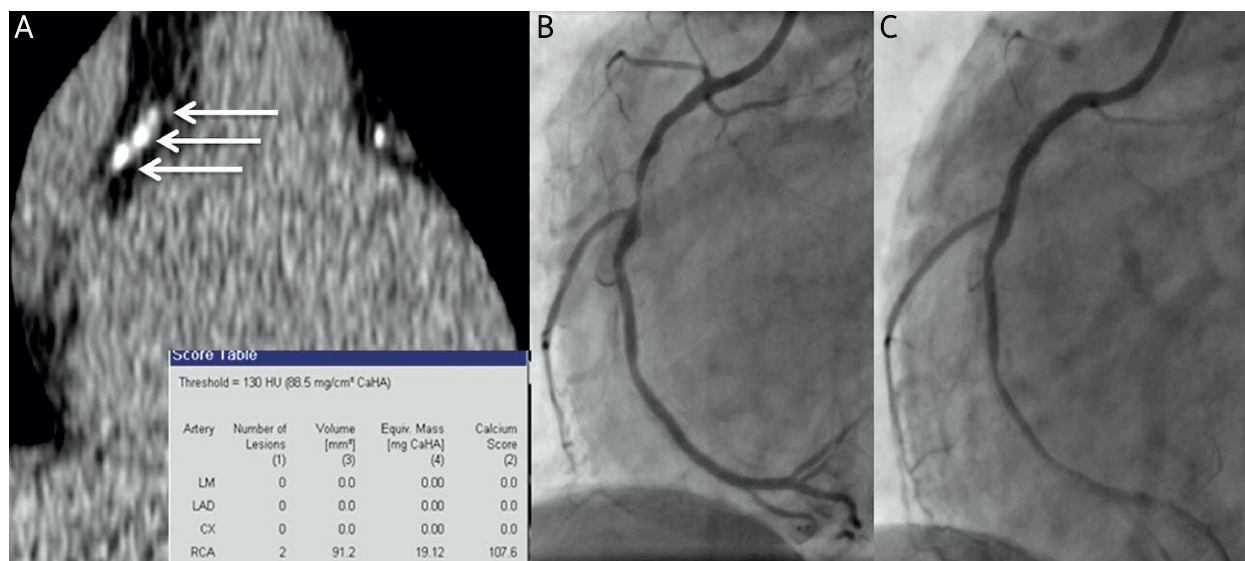 A
B
C
Score Table
Threshold = 130 HU (88.5 mg/cm³ CaHA)
Artery Number of Lesions (1) Volume [mm³] (3) Equiv. Mass [mg CaHA] (4) Calcium Score (2)
LM 0 0.0 0.00 0.0
LAD 0 0.0 0.00 0.0
CX 0 0.0 0.00 0.0
RCA 2 91.2 19.12 107.6